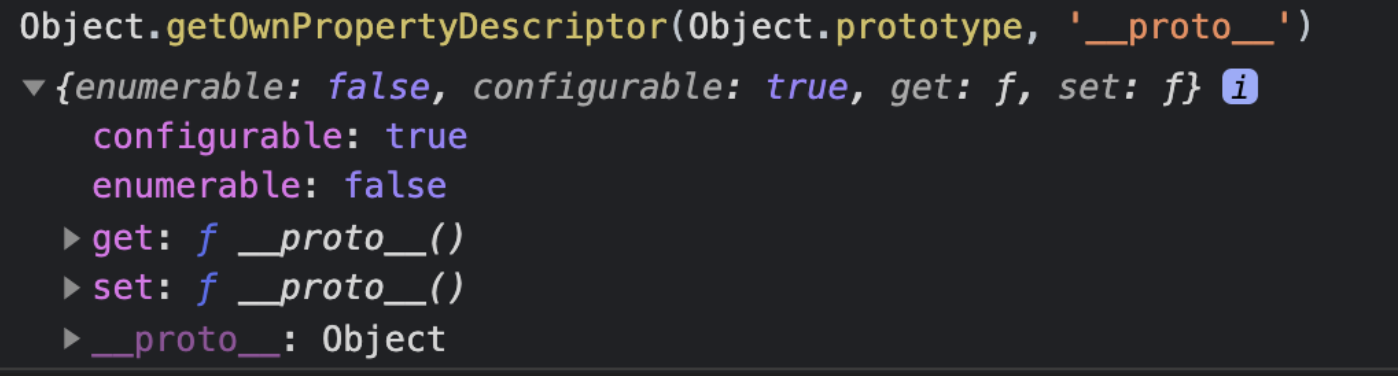 Object.getOwnPropertyDescriptor(Object.prototype, '__proto__')
▼ {enumerable: false, configurable: true, get: ƒ, set: ƒ} i
configurable: true
enumerable: false
▶ get: ƒ __proto__()
▶ set: ƒ __proto__()
▶ __proto__: Object